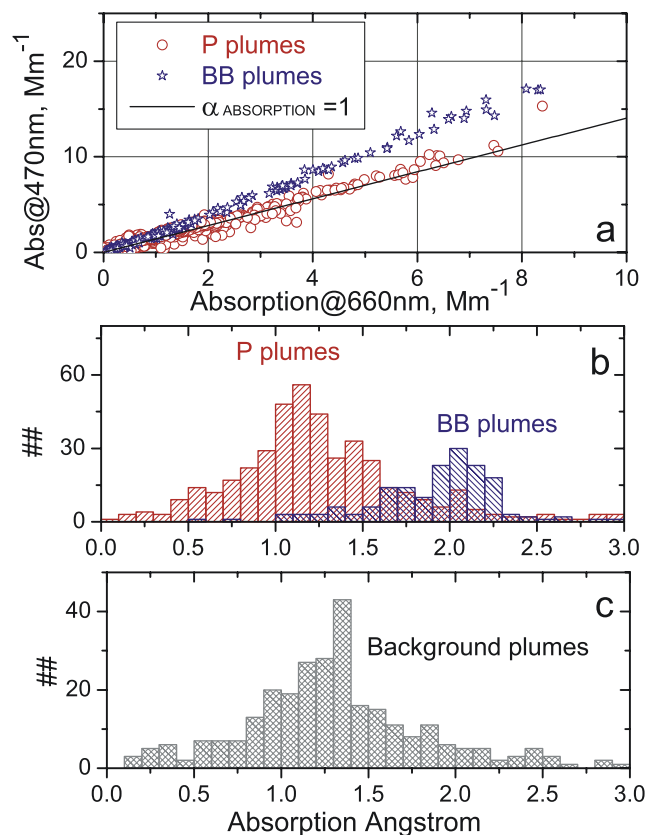 P plumes
BB plumes
α ABSORPTION =1
Abs@470nm, Mm⁻¹
20
10
0
a
0 2 4 6 8 10
Absorption@660nm, Mm⁻¹
b
P plumes
BB plumes
##
60
30
0
0.0 0.5 1.0 1.5 2.0 2.5 3.0
c
Background plumes
##
40
20
0
0.0 0.5 1.0 1.5 2.0 2.5 3.0
Absorption Angstrom